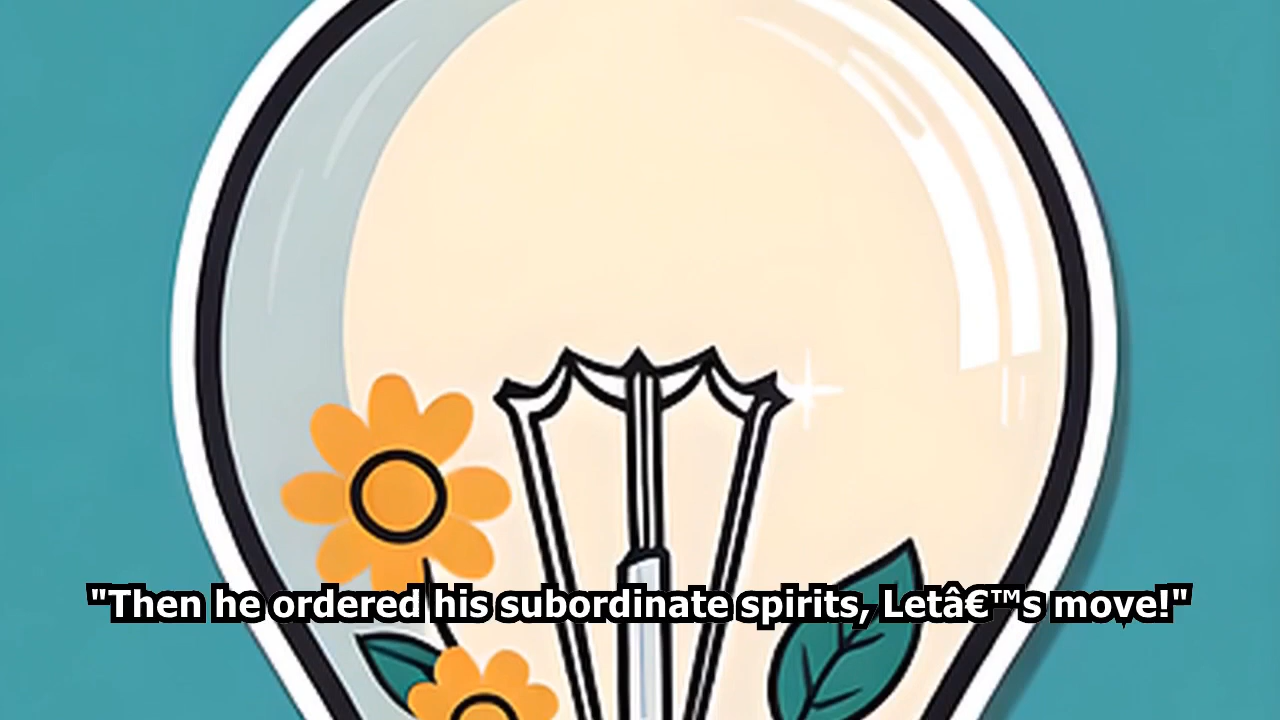 "Then he ordered his subordinate spirits, Letâ€™s move!"